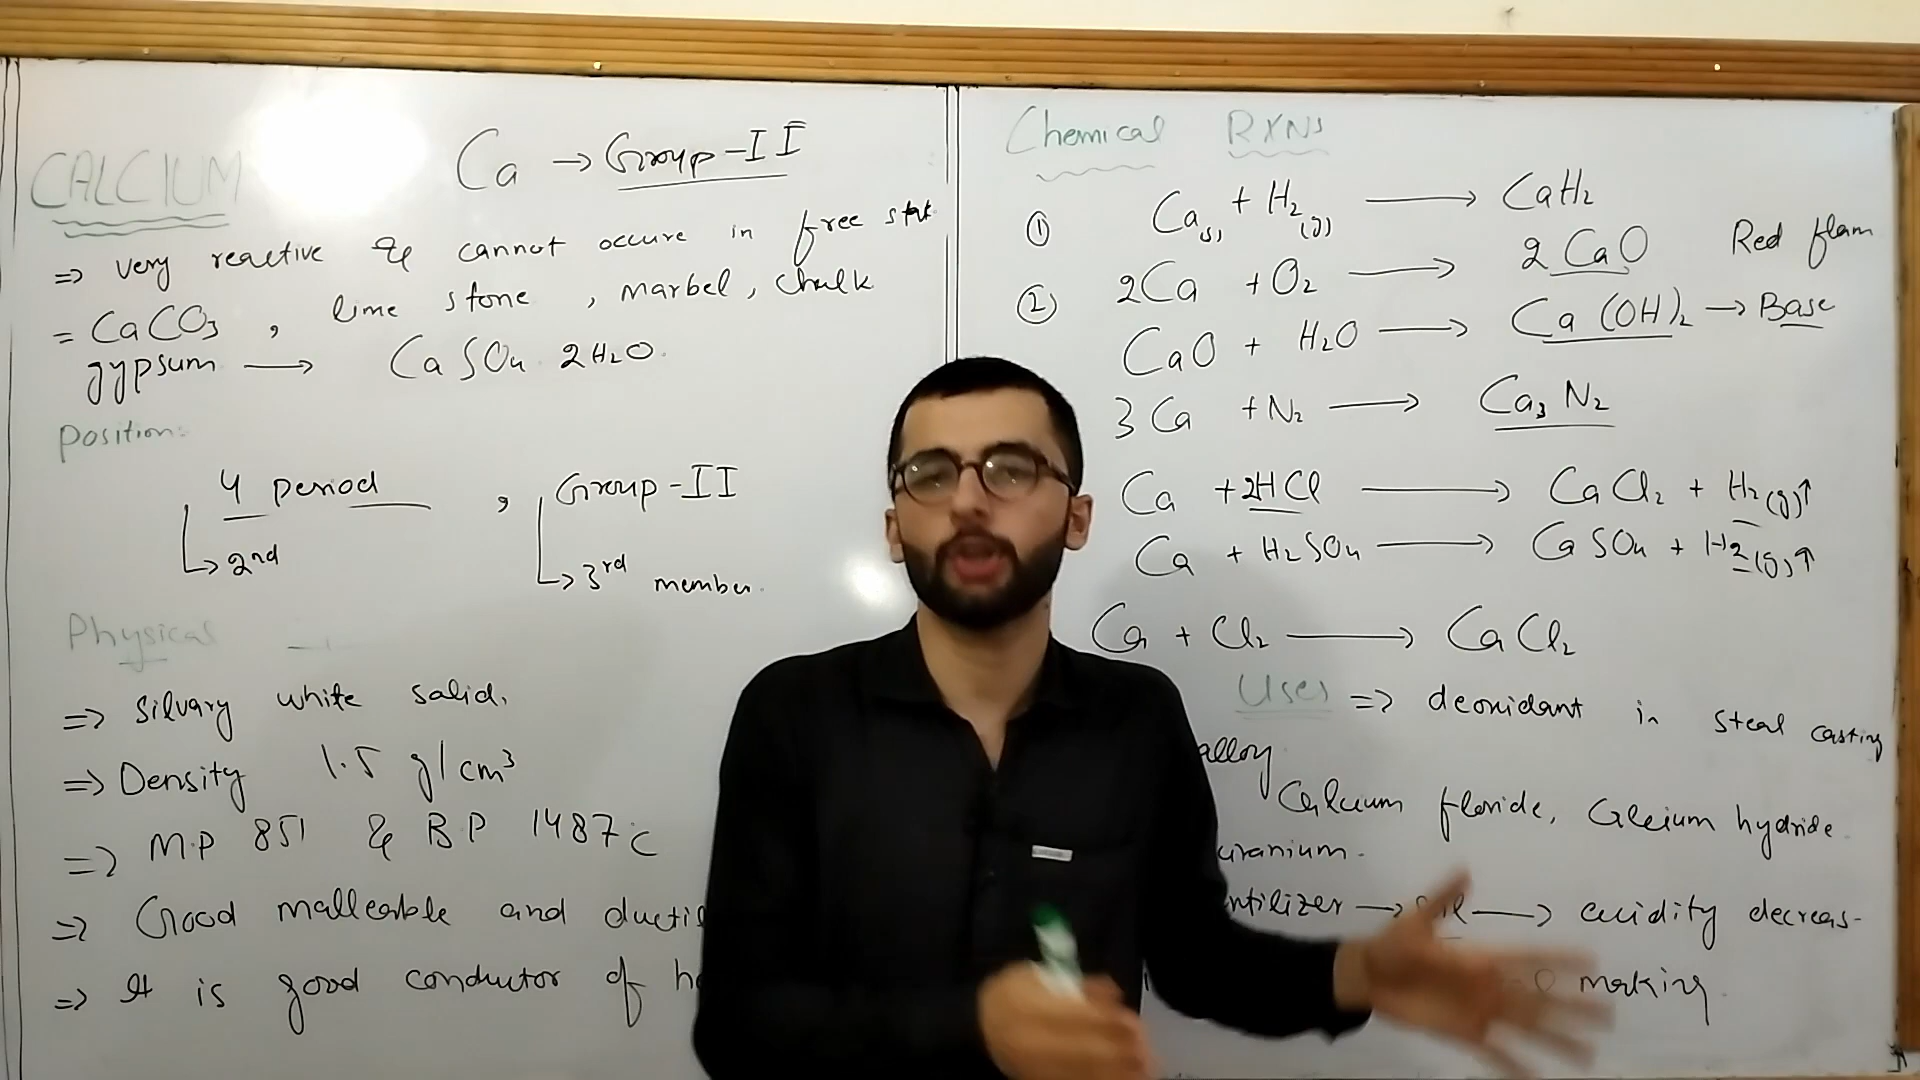 CALCIUM
Ca → Group-II
⇒ very reactive & cannot occure in free stat
= CaCO3 , lime stone , marbel, chalk
gypsum → CaSO4 2H2O.
Position:
4 period , Group-II
↳ 2nd ↳ 3rd member.
Physical
⇒ Silvary white salid.
⇒ Density 1.5 g/cm³
⇒ M.P 851 & B.P 1487°C
⇒ Good malleable and ductil
⇒ It is good conductor of he
Chemical RXNs
① Ca(s) + H2(g) → CaH2
② 2Ca + O2 → 2CaO Red flam
CaO + H2O → Ca(OH)2 → Base
3Ca + N2 → Ca3N2
Ca + 2HCl → CaCl2 + H2(g)↑
Ca + H2SO4 → CaSO4 + H2(g)↑
Ca + Cl2 → CaCl2
Uses ⇒ deoxidant in steal casting
alloy
Calcium floride, Calcium hydride
uranium.
rtilizer → → acidity decreas-
making